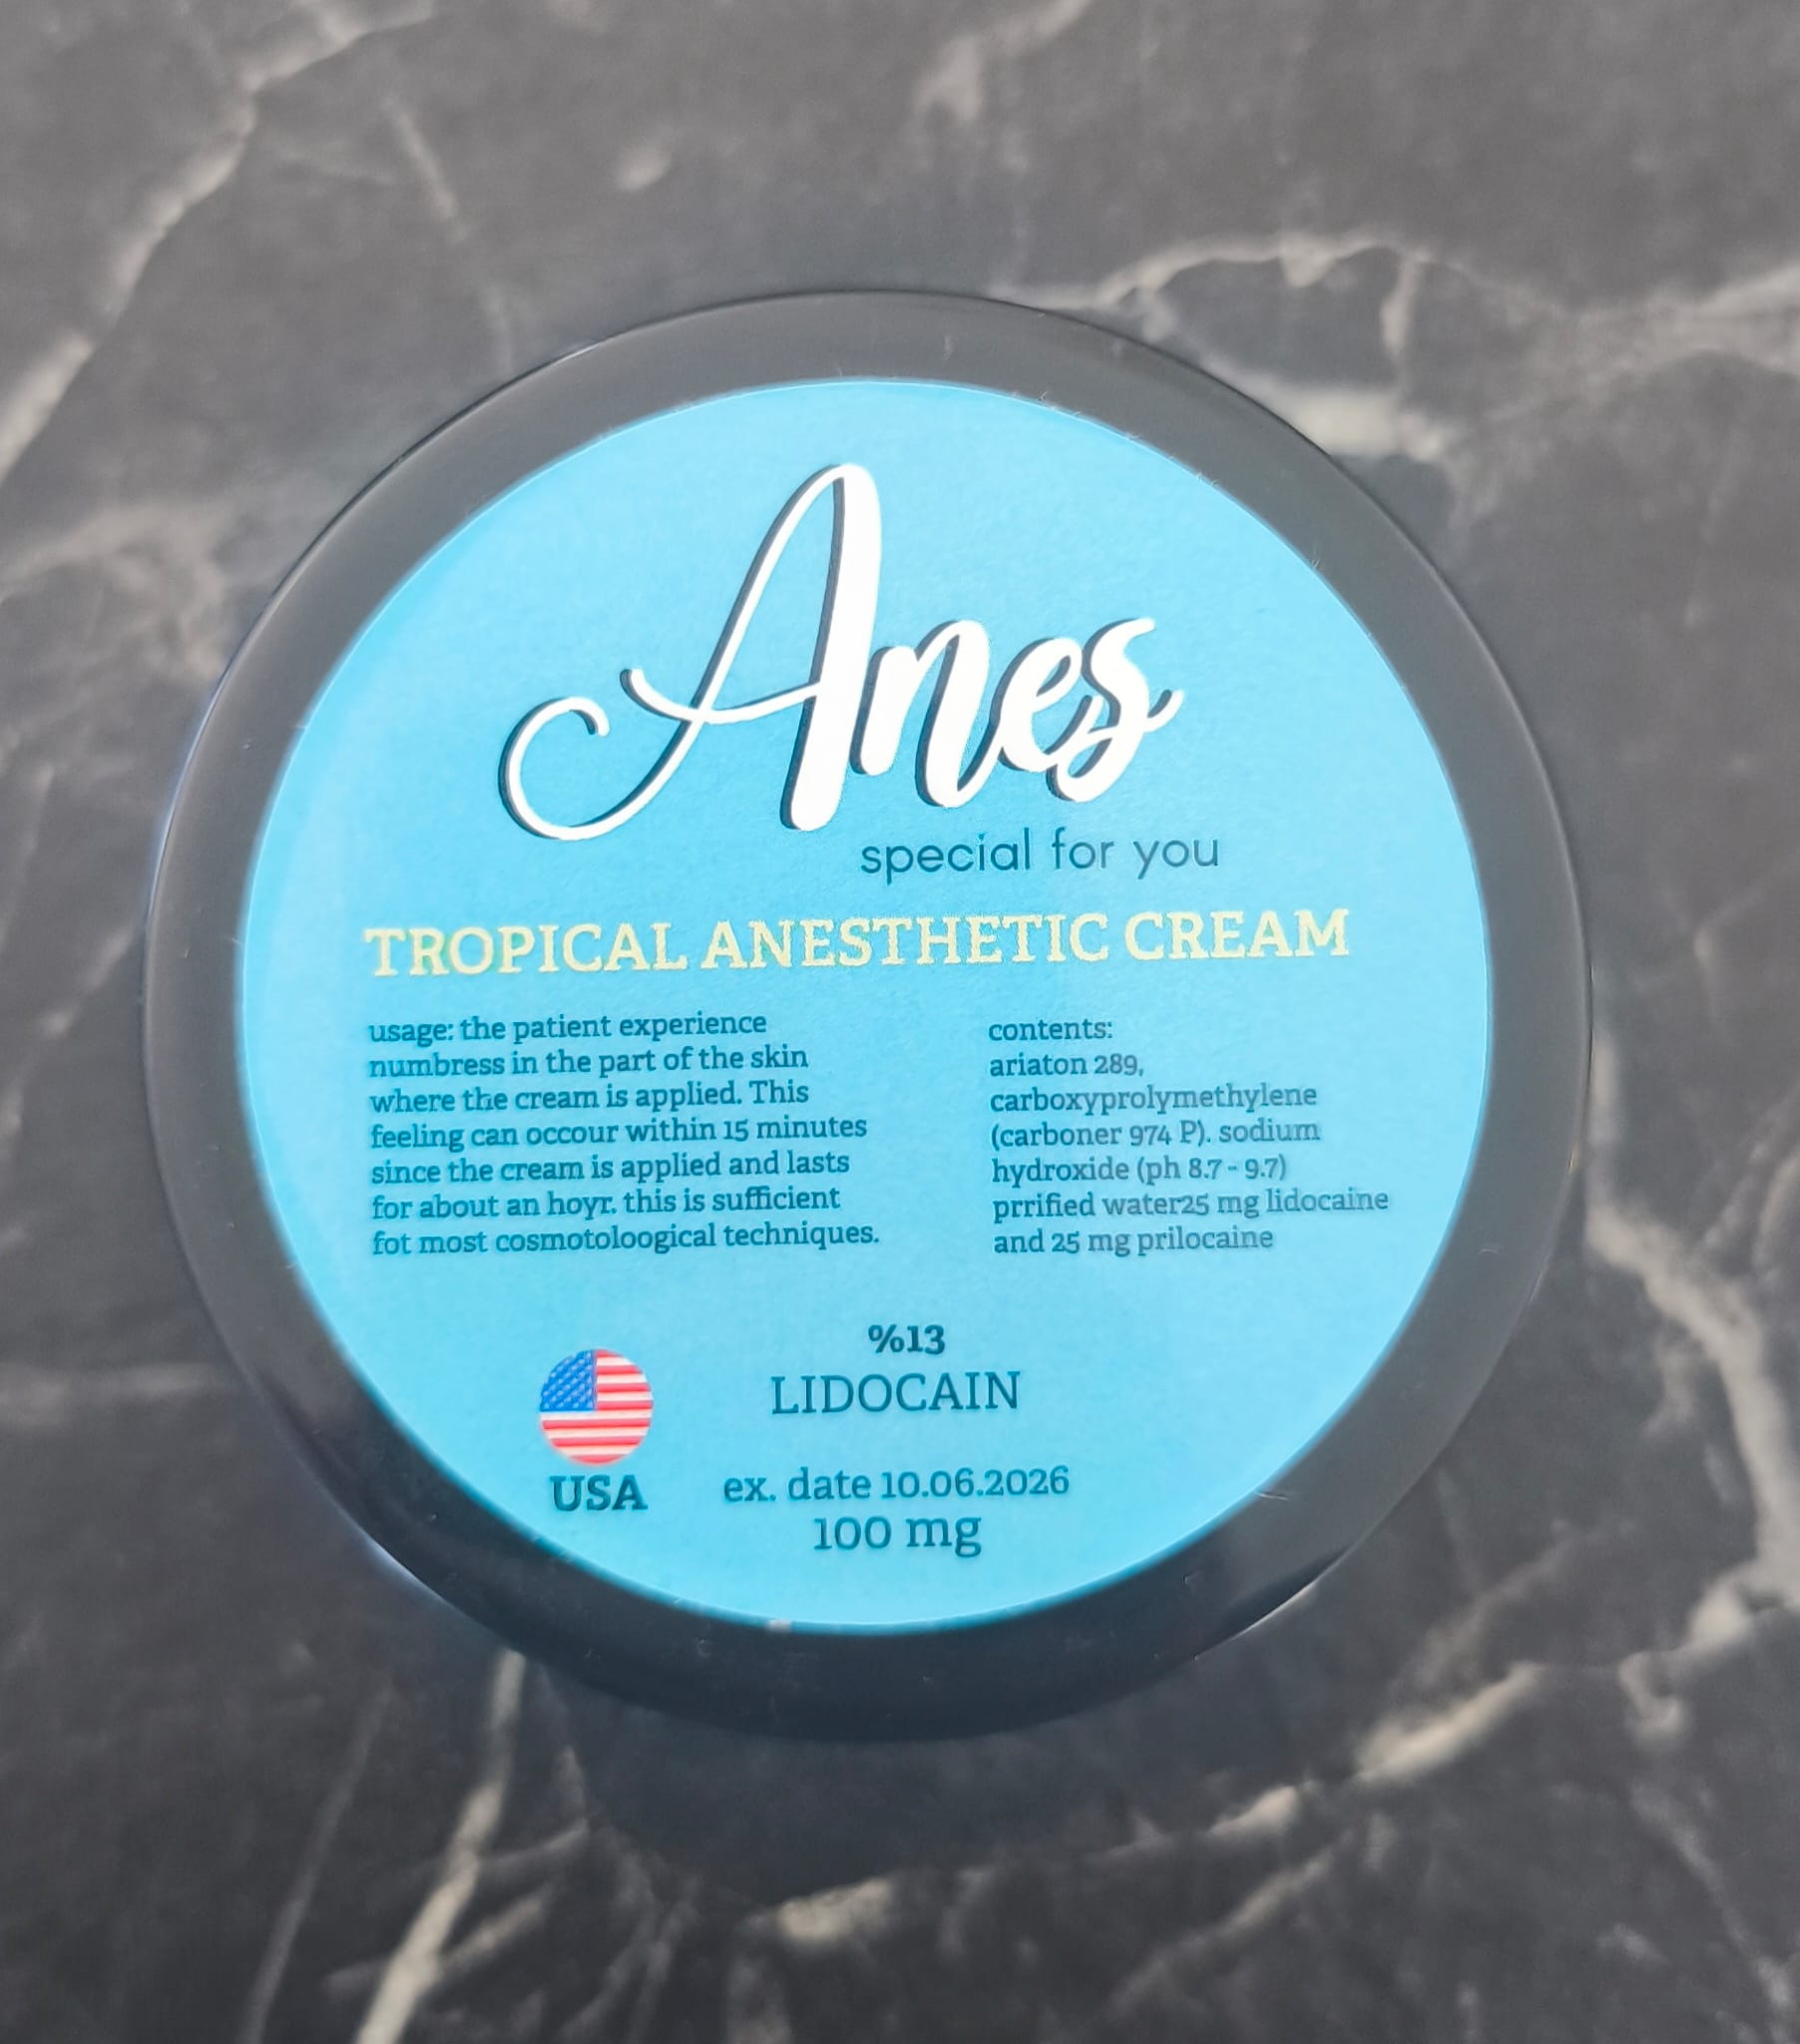 Anes
special for you
TROPICAL ANESTHETIC CREAM
usage: the patient experience
numbress in the part of the skin
where the cream is applied. This
feeling can occour within 15 minutes
since the cream is applied and lasts
for about an hoyr. this is sufficient
fot most cosmotoloogical techniques.
contents:
ariaton 289,
carboxyprolymethylene
(carboner 974 P). sodium
hydroxide (ph 8.7 - 9.7)
prrified water25 mg lidocaine
and 25 mg prilocaine
%13
LIDOCAIN
USA
ex. date 10.06.2026
100 mg